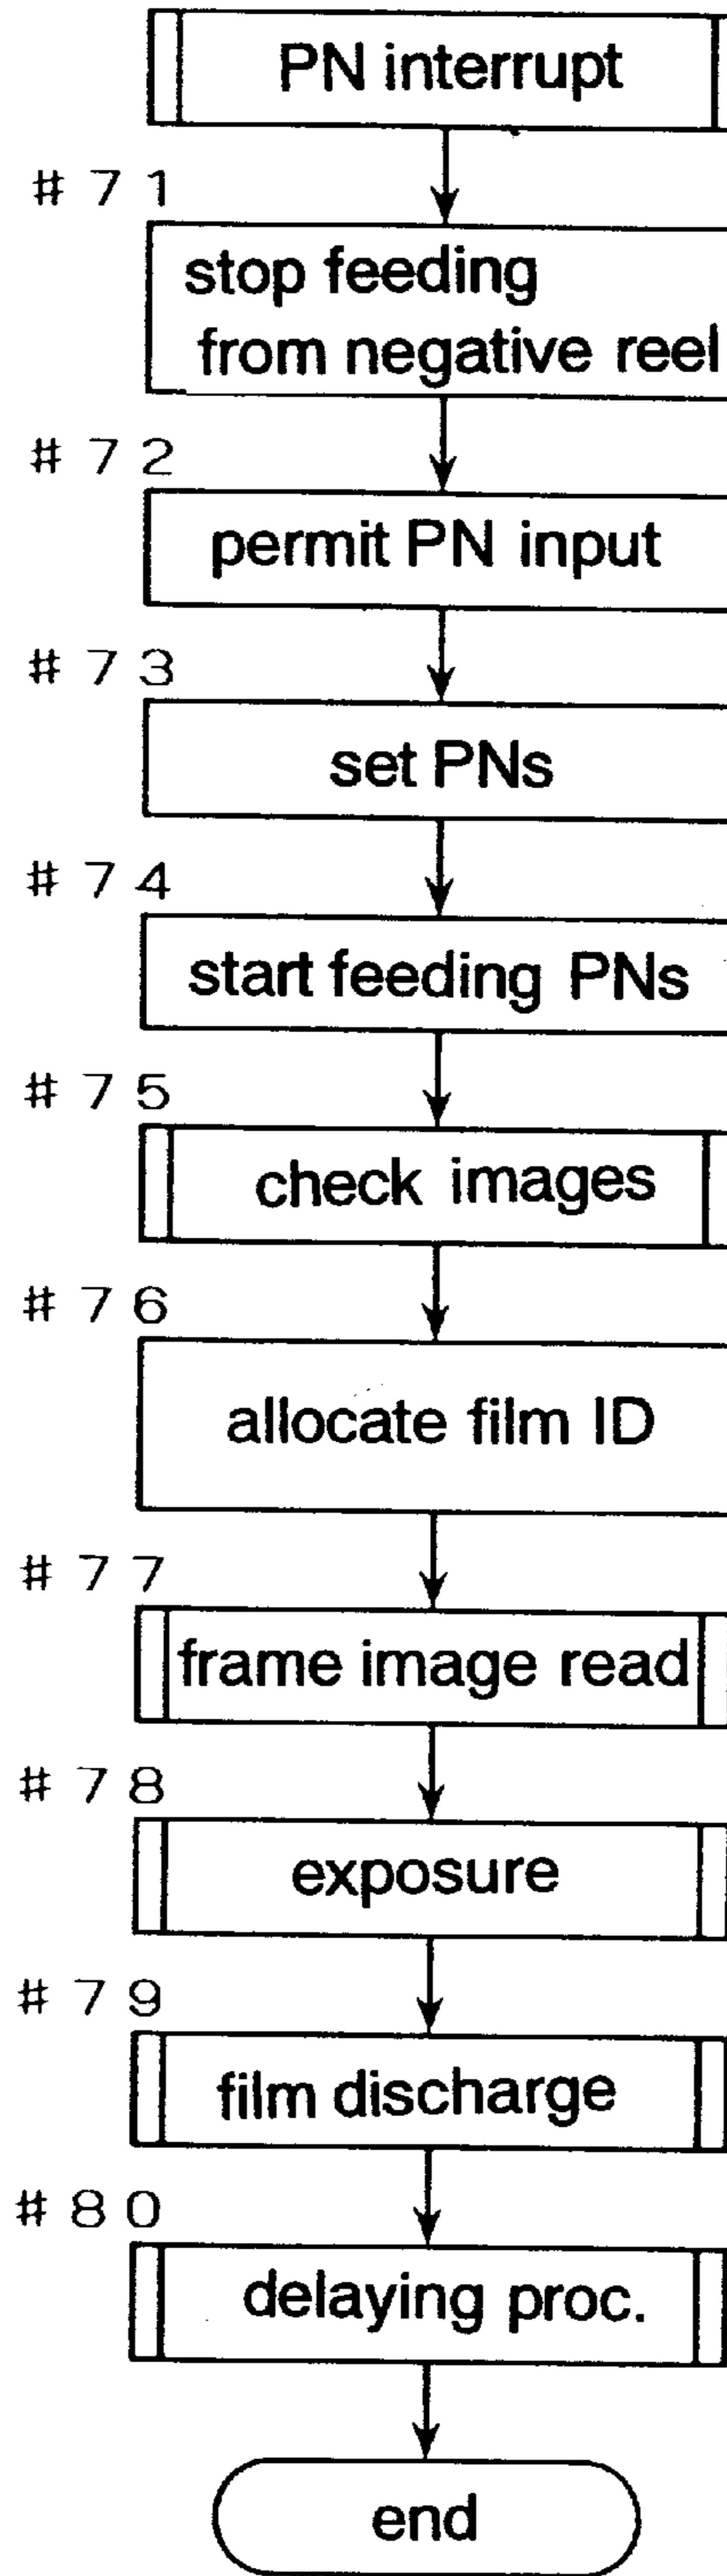 PN interrupt
# 7 1
stop feeding
from negative reel
# 7 2
permit PN input
# 7 3
set PNs
# 7 4
start feeding PNs
# 7 5
check images
# 7 6
allocate film ID
# 7 7
frame image read
# 7 8
exposure
# 7 9
film discharge
# 8 0
delaying proc.
end